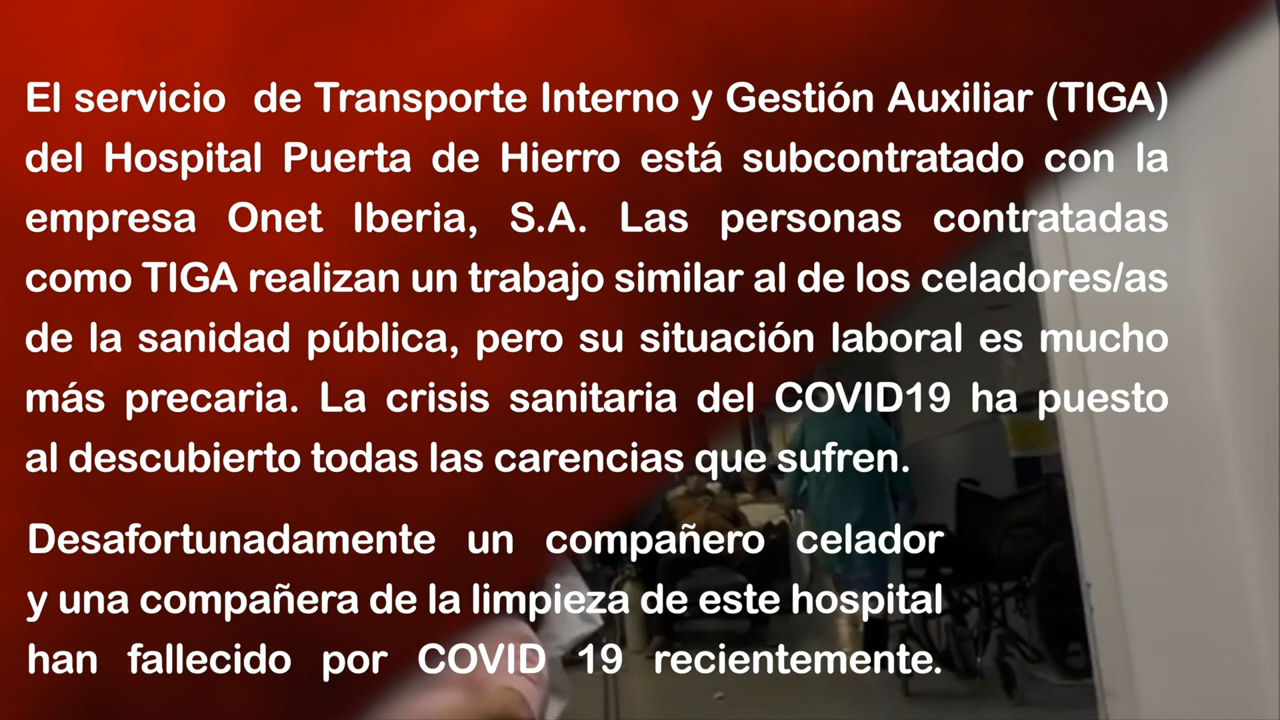 El servicio de Transporte Interno y Gestión Auxiliar (TIGA)
del Hospital Puerta de Hierro está subcontratado con la
empresa Onet Iberia, S.A. Las personas contratadas
como TIGA realizan un trabajo similar al de los celadores/as
de la sanidad pública, pero su situación laboral es mucho
más precaria. La crisis sanitaria del COVID19 ha puesto
al descubierto todas las carencias que sufren.
Desafortunadamente un compañero celador
y una compañera de la limpieza de este hospital
han fallecido por COVID 19 recientemente.